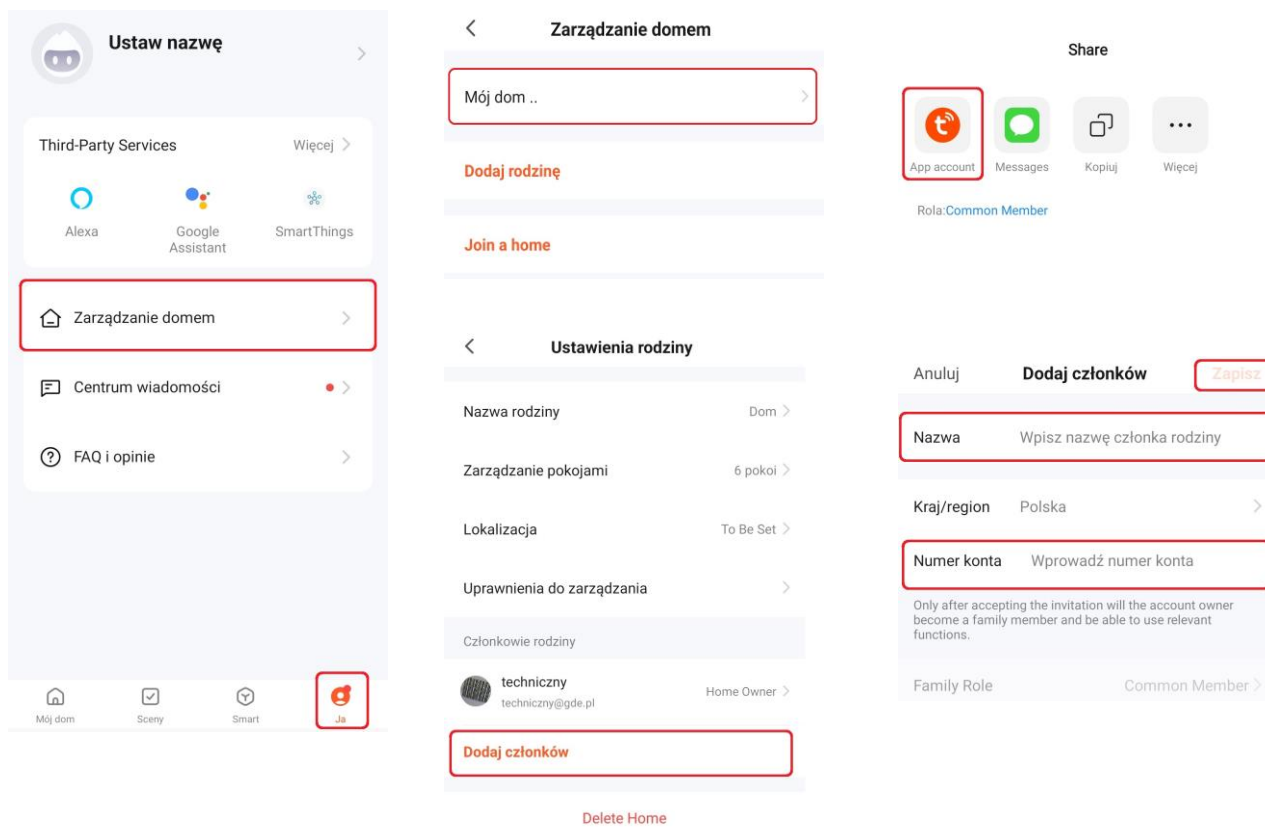 Ustaw nazwę
Third-Party Services Więcej
Alexa
Google
Assistant
SmartThings
Zarządzanie domem
Centrum wiadomości
FAQ i opinie
Mój dom
Sceny
Smart
Ja
Zarządzanie domem
Mój dom ..
Dodaj rodzinę
Join a home
Ustawienia rodziny
Nazwa rodziny Dom
Zarządzanie pokojami 6 pokoi
Lokalizacja To Be Set
Uprawnienia do zarządzania
Członkowie rodziny
techniczny
techniczny@gde.pl
Home Owner
Dodaj członków
Delete Home
Share
App account
Messages
Kopiuj
Więcej
Rola:Common Member
Anuluj Dodaj członków Zapisz
Nazwa Wpisz nazwę członka rodziny
Kraj/region Polska
Numer konta Wprowadź numer konta
Only after accepting the invitation will the account owner
become a family member and be able to use relevant
functions.
Family Role Common Member